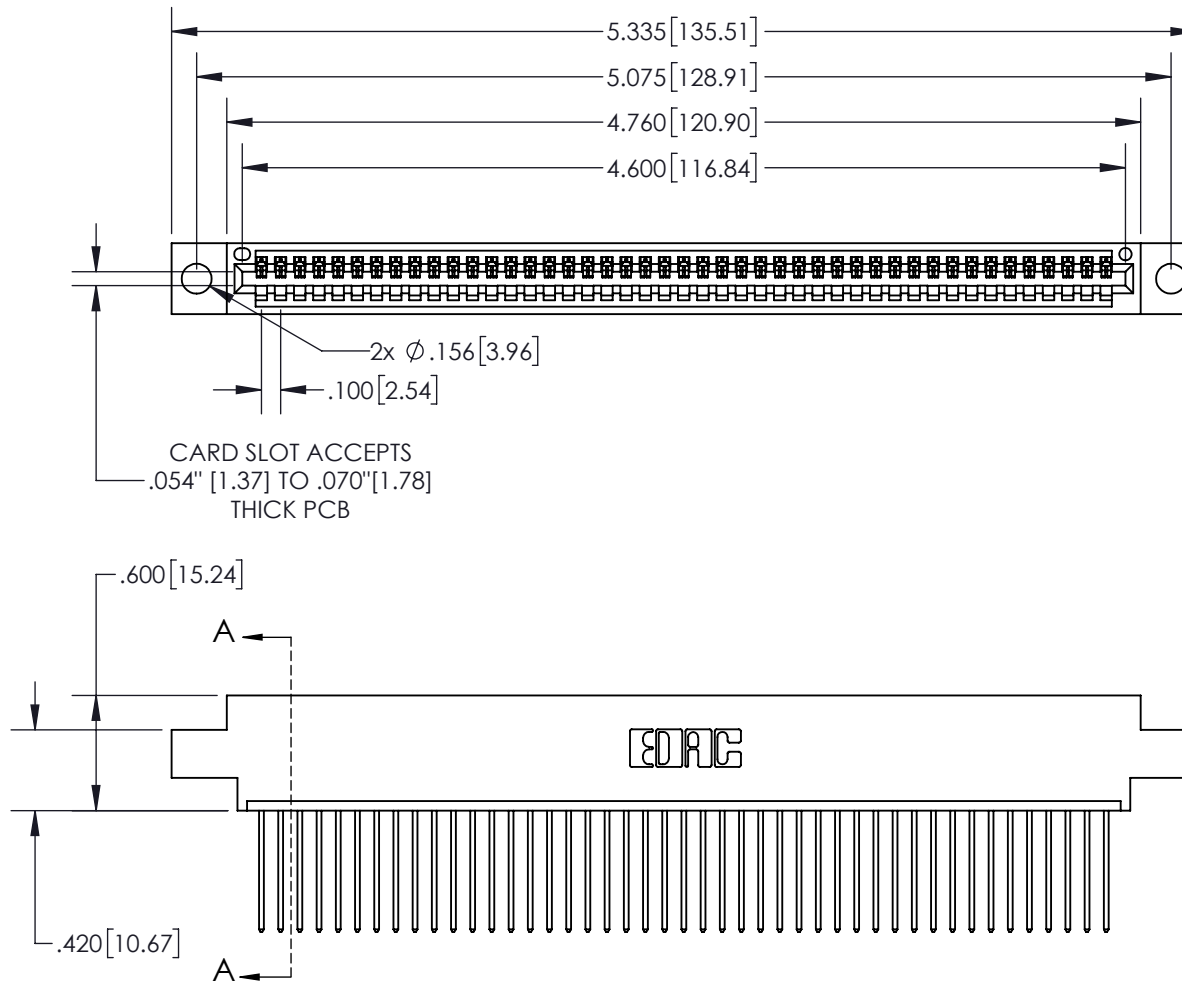 5.335[135.51]
5.075[128.91]
4.760[120.90]
4.600[116.84]
2x Ø.156[3.96]
.100[2.54]
CARD SLOT ACCEPTS
.054" [1.37] TO .070"[1.78]
THICK PCB
.600[15.24]
A
EDAC
.420[10.67]
A